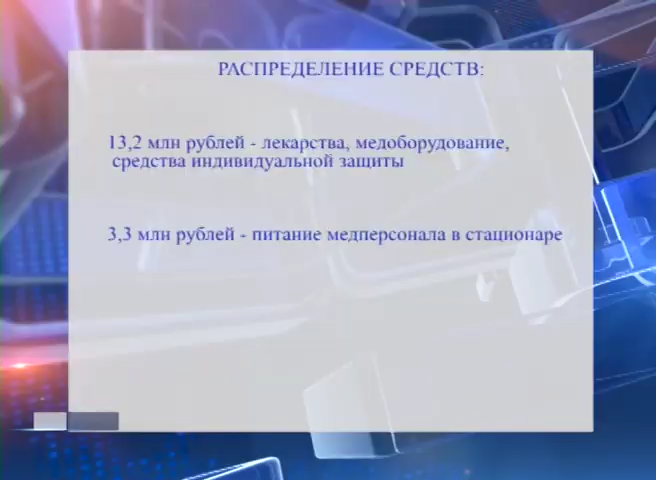 РАСПРЕДЕЛЕНИЕ СРЕДСТВ:
13,2 млн рублей - лекарства, медоборудование,
средства индивидуальной защиты
3,3 млн рублей - питание медперсонала в стационаре